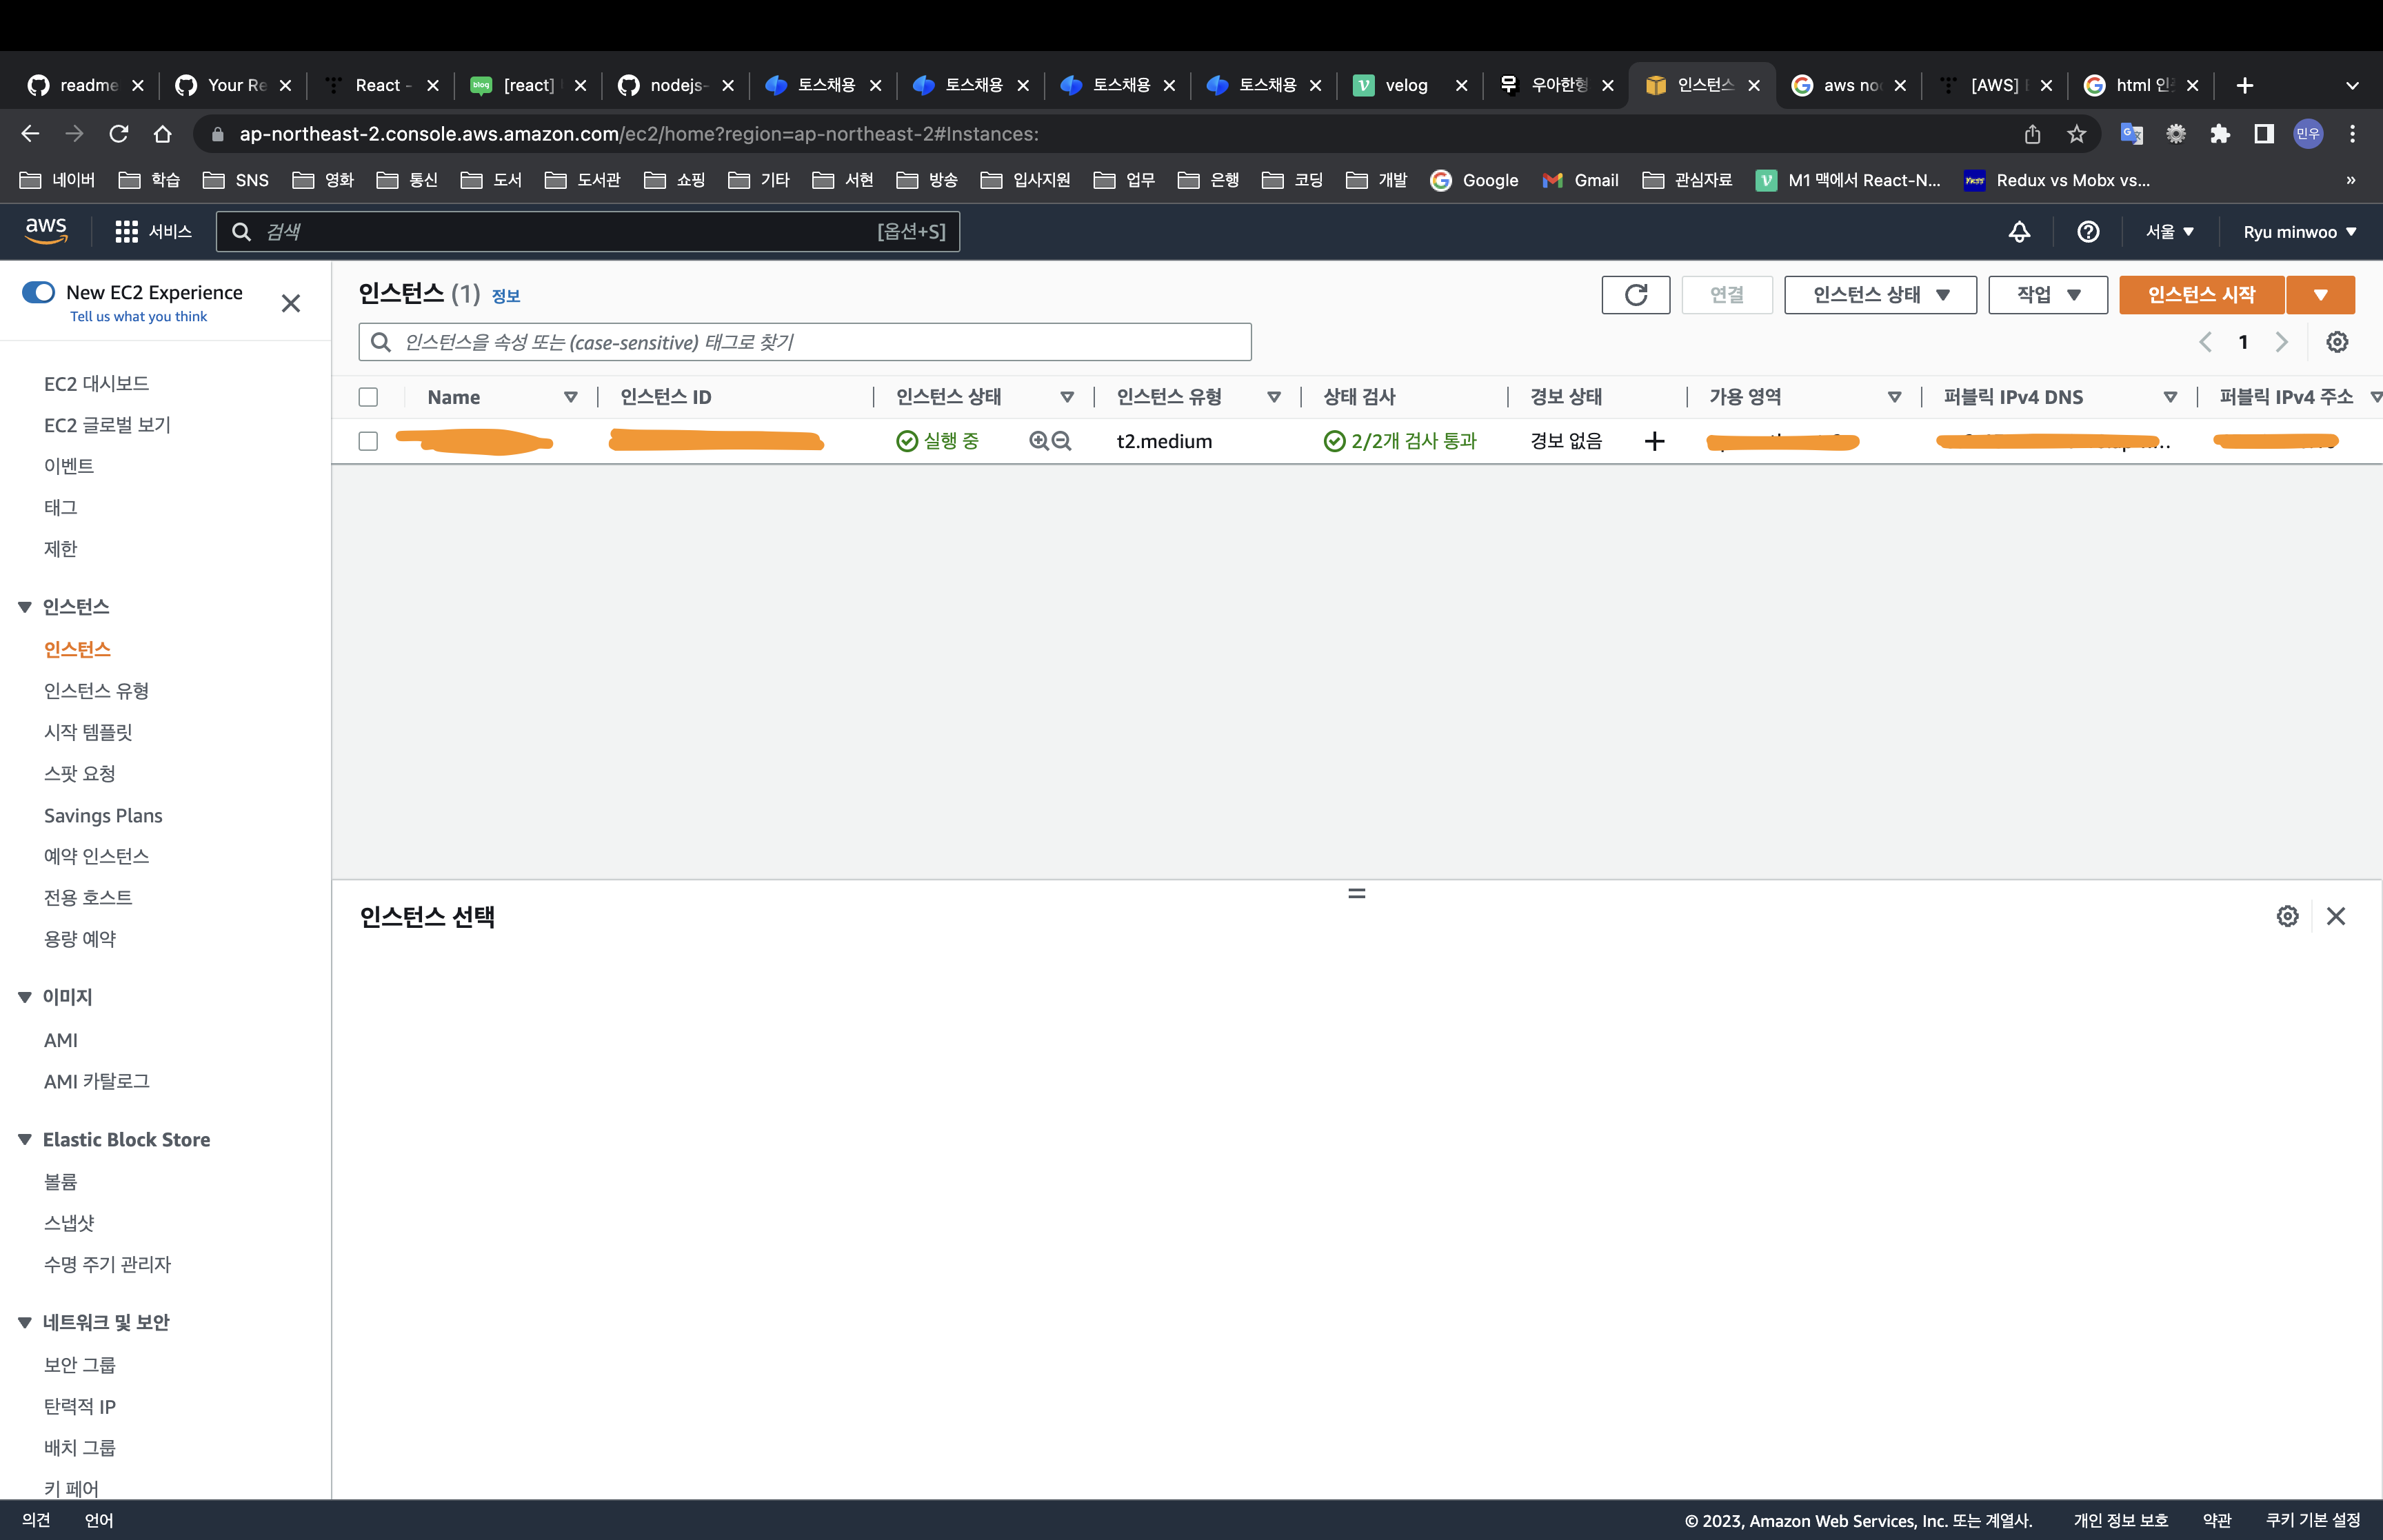 readme Your Re React - [react] nodejs- 토스채용 토스채용 토스채용 토스채용 velog 우아한형 인스턴스 aws no [AWS] html 인
ap-northeast-2.console.aws.amazon.com/ec2/home?region=ap-northeast-2#Instances: 민우
네이버 학습 SNS 영화 통신 도서 도서관 쇼핑 기타 서현 방송 입사지원 업무 은행 코딩 개발 Google Gmail 관심자료 M1 맥에서 React-N... Redux vs Mobx vs... »
aws 서비스 검색 [옵션+S] 서울 Ryu minwoo
New EC2 Experience
Tell us what you think
인스턴스 (1) 정보 연결 인스턴스 상태 작업 인스턴스 시작
인스턴스을 속성 또는 (case-sensitive) 태그로 찾기 1
Name 인스턴스 ID 인스턴스 상태 인스턴스 유형 상태 검사 경보 상태 가용 영역 퍼블릭 IPv4 DNS 퍼블릭 IPv4 주소
실행 중 t2.medium 2/2개 검사 통과 경보 없음
EC2 대시보드
EC2 글로벌 보기
이벤트
태그
제한
인스턴스
인스턴스
인스턴스 유형
시작 템플릿
스팟 요청
Savings Plans
예약 인스턴스
전용 호스트
용량 예약
이미지
AMI
AMI 카탈로그
Elastic Block Store
볼륨
스냅샷
수명 주기 관리자
네트워크 및 보안
보안 그룹
탄력적 IP
배치 그룹
키 페어
인스턴스 선택
의견 언어 © 2023, Amazon Web Services, Inc. 또는 계열사. 개인 정보 보호 약관 쿠키 기본 설정